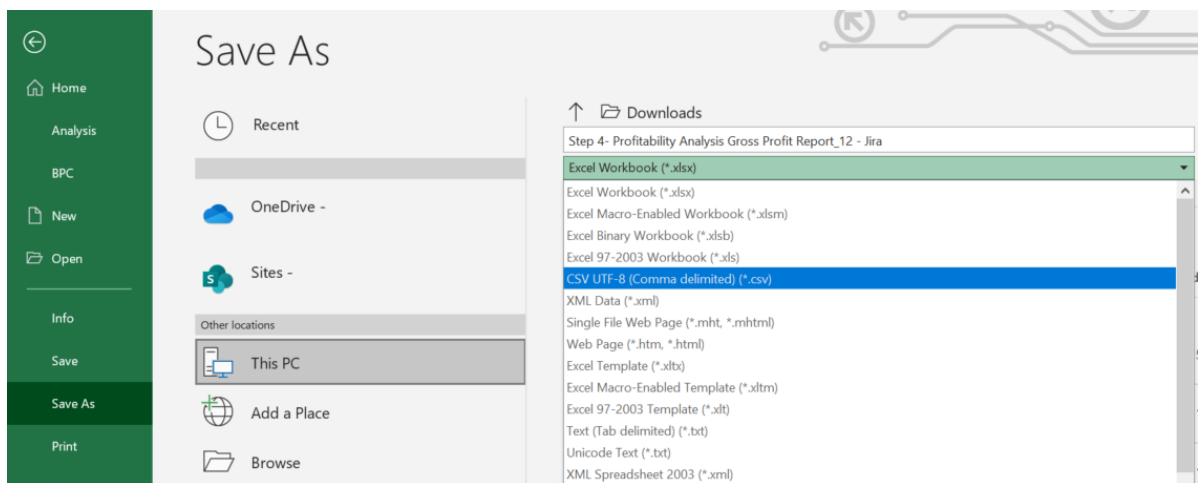 Save As
Home
Analysis
BPC
New
Open
Info
Save
Save As
Print
Recent
OneDrive -
Sites -
S
Other locations
This PC
Add a Place
Browse
Downloads
Step 4- Profitability Analysis Gross Profit Report_12 - Jira
Excel Workbook (*.xlsx)
Excel Workbook (*.xlsx)
Excel Macro-Enabled Workbook (*.xlsm)
Excel Binary Workbook (*.xlsb)
Excel 97-2003 Workbook (*.xls)
CSV UTF-8 (Comma delimited) (*.csv)
XML Data (*.xml)
Single File Web Page (*.mht, *.mhtml)
Web Page (*.htm, *.html)
Excel Template (*.xltx)
Excel Macro-Enabled Template (*.xltm)
Excel 97-2003 Template (*.xlt)
Text (Tab delimited) (*.txt)
Unicode Text (*.txt)
XML Spreadsheet 2003 (*.xml)